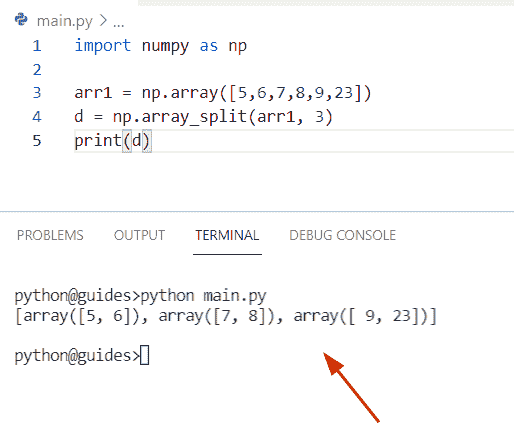 main.py > ...
1 import numpy as np
2
3 arr1 = np.array([5,6,7,8,9,23])
4 d = np.array_split(arr1, 3)
5 print(d)
PROBLEMS OUTPUT TERMINAL DEBUG CONSOLE
python@guides>python main.py
[array([5, 6]), array([7, 8]), array([ 9, 23])]
python@guides>